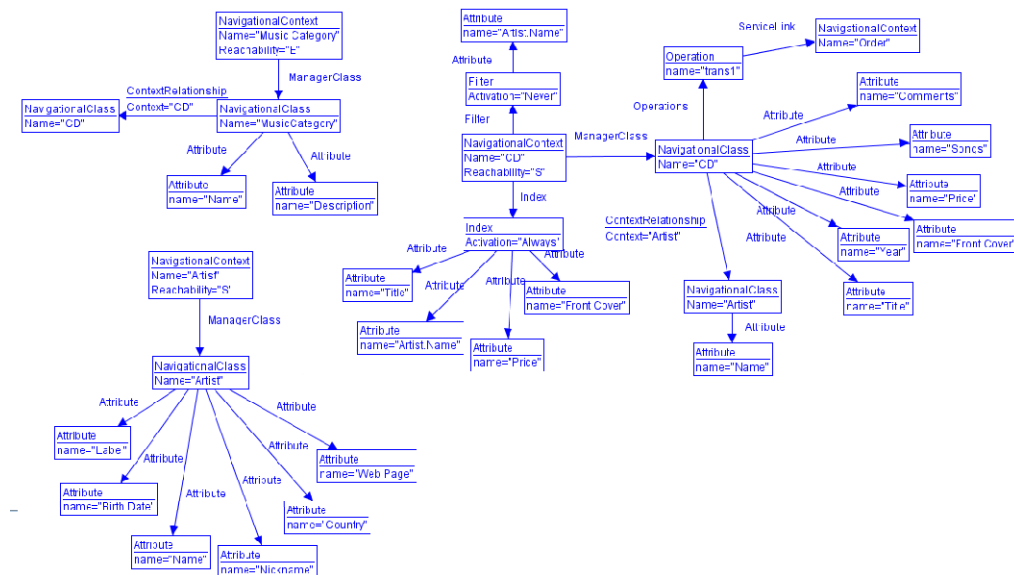 NavigationalContext
Name="Music Category"
Reachability="E"
ManagerClass
ContextRelationship
Context="CD"
NavigationalClass
Name="CD"
NavigationalClass
Name="MusicCategory"
Attribute
Attribute
Attribute
name="Name"
Attribute
name="Description"
NavigationalContext
Name="Artist"
Reachability="S"
ManagerClass
NavigationalClass
Name="Artist"
Attribute
Attribute
Attribute
Attribute
Attribute
Attribute
Attribute
name="Label"
Attribute
name="Web Page"
Attribute
name="Birth Date"
Attribute
name="Country"
Attribute
name="Name"
Attribute
name="Nickname"
Attribute
name="Artist.Name"
Attribute
Filter
Activation="Never"
Filter
NavigationalContext
Name="CD"
Reachability="S"
ManagerClass
Index
Index
Activation="Always"
Attribute
Attribute
Attribute
Attribute
Attribute
name="Title"
Attribute
name="Front Cover"
Attribute
name="Artist.Name"
Attribute
name="Price"
ServiceLink
NavigationalContext
Name="Order"
Operation
name="trans1"
Operations
NavigationalClass
Name="CD"
Attribute
Attribute
Attribute
Attribute
Attribute
Attribute
Attribute
name="Comments"
Attribute
name="Songs"
Attribute
name="Price"
Attribute
name="Front Cover"
Attribute
name="Year"
Attribute
name="Title"
ContextRelationship
Context="Artist"
NavigationalClass
Name="Artist"
Attribute
Attribute
name="Name"